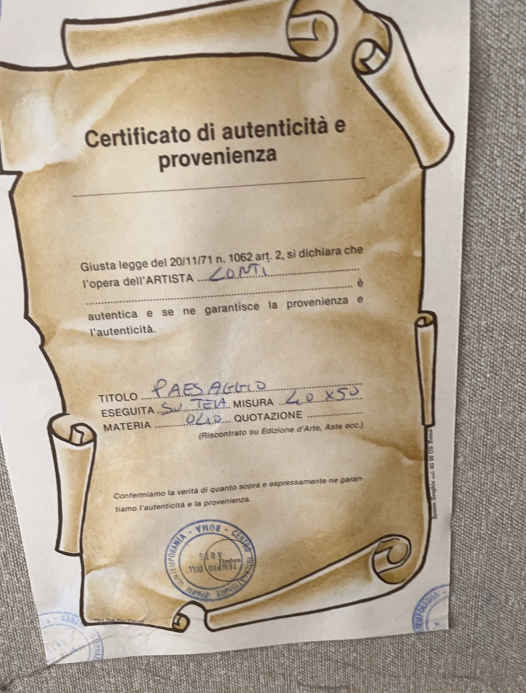 Certificato di autenticità e
provenienza
Giusta legge del 20/11/71 n. 1062 art. 2, si dichiara che
l'opera dell'ARTISTA CONTI
è
autentica e se ne garantisce la provenienza e
l'autenticità.
TITOLO PAESAGGIO
ESEGUITA SU TELA MISURA 40 x 50
MATERIA OLIO QUOTAZIONE
(Riscontrato su Edizione d'Arte, Aste ecc.)
Confermiamo la verità di quanto sopra e espressamente ne garan-
tiamo l'autenticità e la provenienza.
ROMA - CENTRO